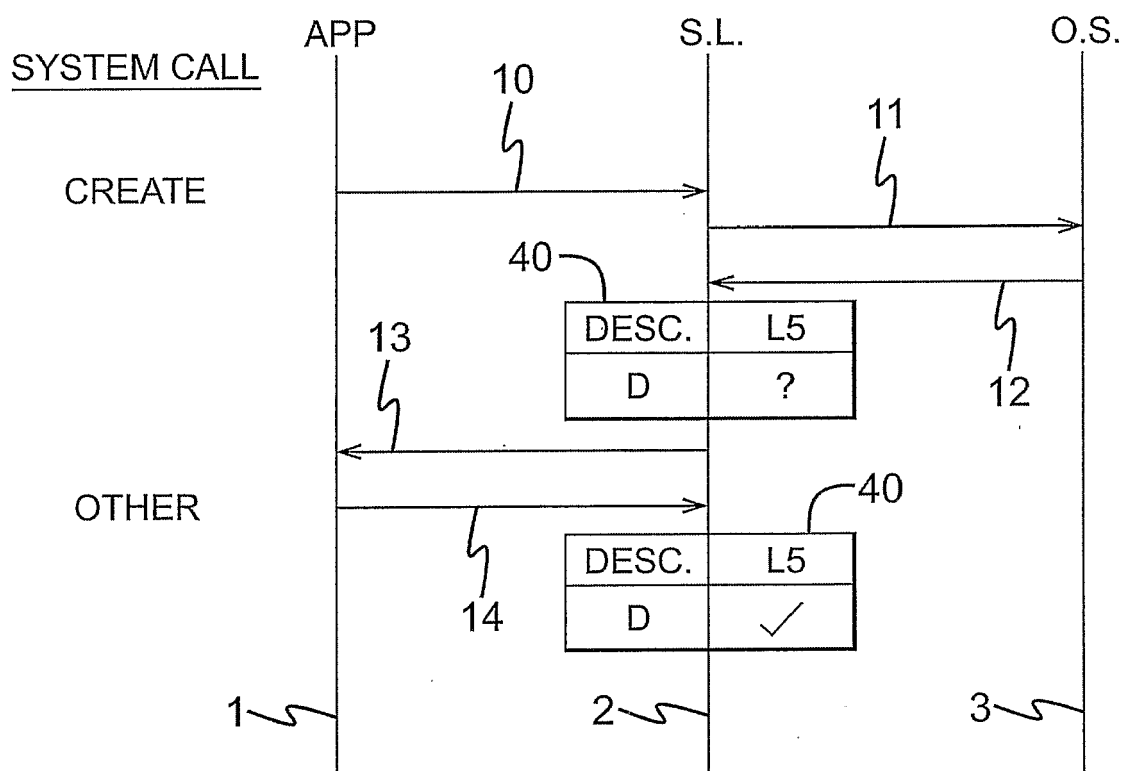 APP S.L. O.S.
SYSTEM CALL
10
11
CREATE
40
DESC. L5
13
D ?
12
OTHER
40
DESC. L5
14
D ✓
1 2 3